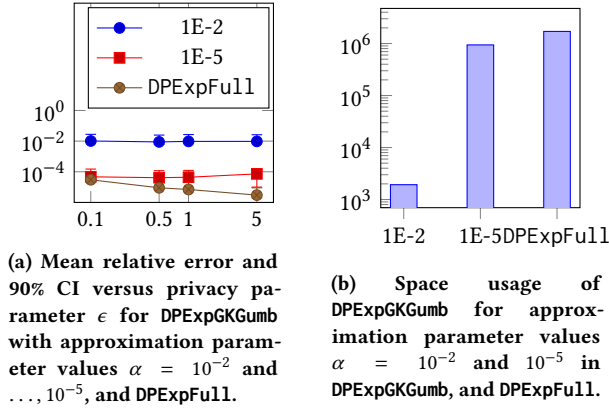 1E-2
1E-5
DPExpFull
10^0
10^−2
10^−4
0.1 0.5 1 5
(a) Mean relative error and
90% CI versus privacy pa-
rameter ϵ for DPExpGKGumb
with approximation param-
eter values α = 10^−2 and
..., 10^−5, and DPExpFull.
10^6
10^5
10^4
10^3
1E-2 1E-5 DPExpFull
(b) Space usage of
DPExpGKGumb for approx-
imation parameter values
α = 10^−2 and 10^−5 in
DPExpGKGumb, and DPExpFull.